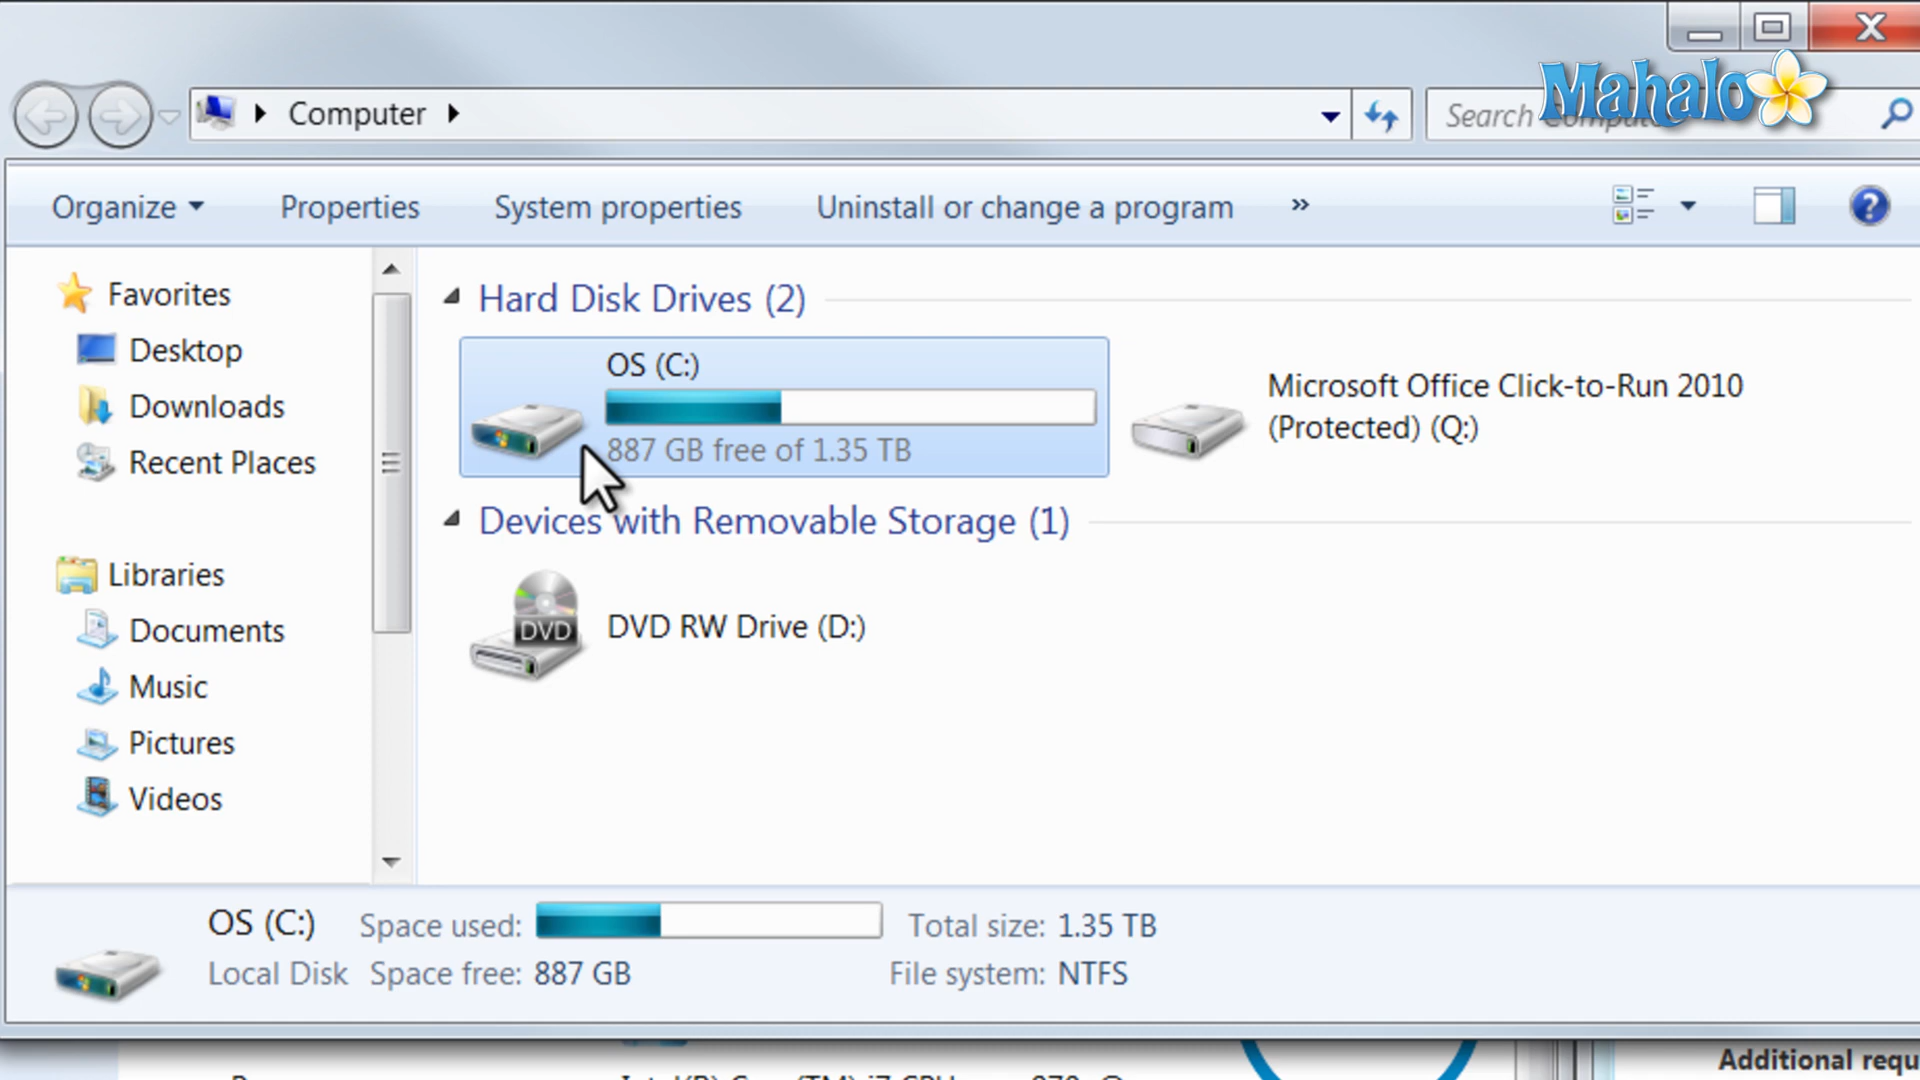 Mahalo
Computer
Search
Organize
Properties
System properties
Uninstall or change a program
»
?
Favorites
Desktop
Downloads
Recent Places
Libraries
Documents
Music
Pictures
Videos
Hard Disk Drives (2)
OS (C:)
887 GB free of 1.35 TB
Microsoft Office Click-to-Run 2010
(Protected) (Q:)
Devices with Removable Storage (1)
DVD
DVD RW Drive (D:)
OS (C:)
Space used:
Total size: 1.35 TB
Local Disk
Space free: 887 GB
File system: NTFS
Additional requ